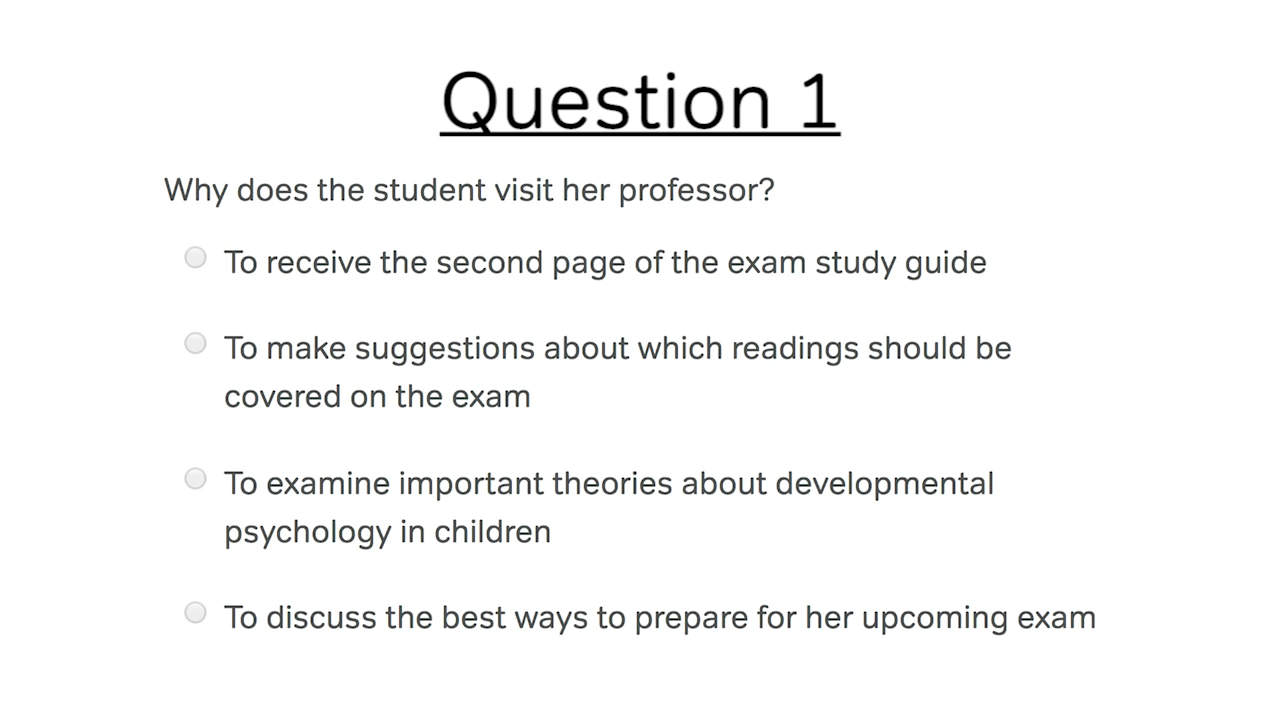 Question 1
Why does the student visit her professor?
To receive the second page of the exam study guide
To make suggestions about which readings should be
covered on the exam
To examine important theories about developmental
psychology in children
To discuss the best ways to prepare for her upcoming exam